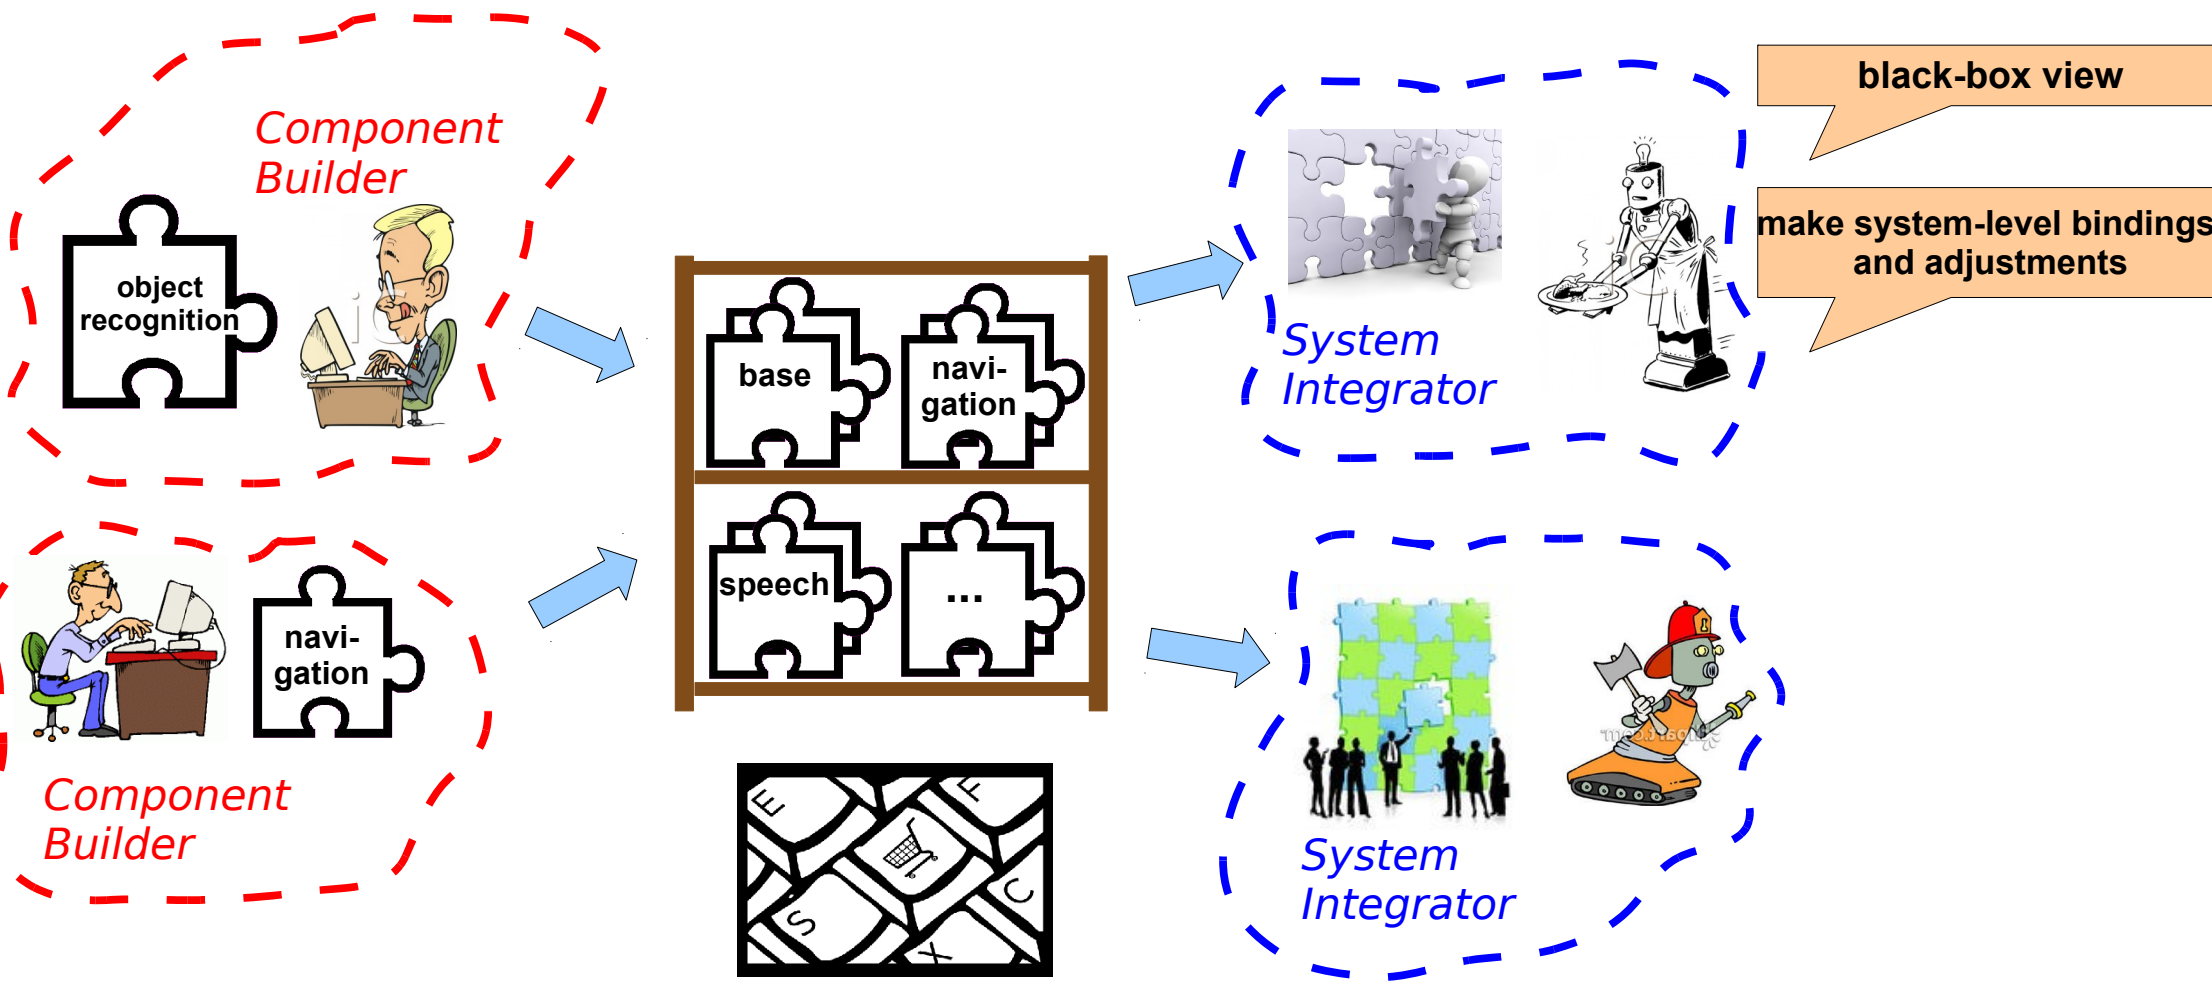 Component
Builder
object
recognition
Component
Builder
navi-
gation
base
navi-
gation
speech
...
E
F
S
C
X
System
Integrator
System
Integrator
black-box view
make system-level bindings
and adjustments